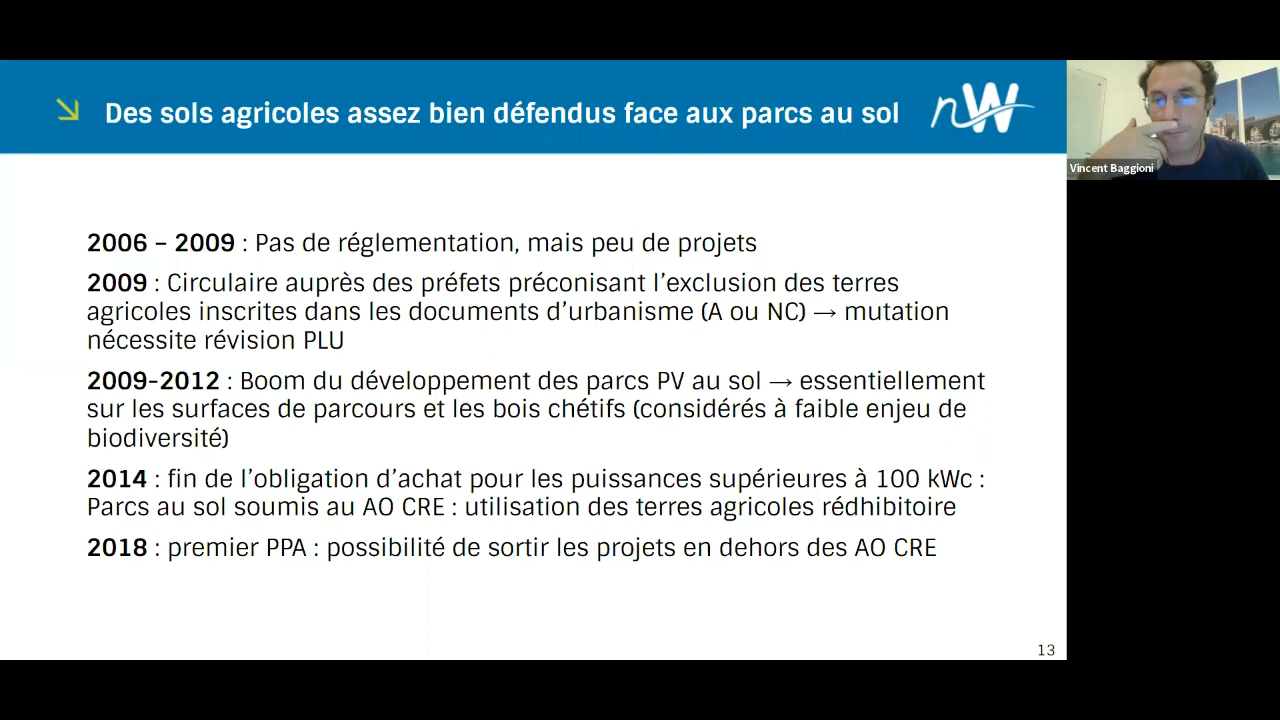 Des sols agricoles assez bien défendus face aux parcs au sol
nW
Vincent Baggioni
2006 – 2009 : Pas de réglementation, mais peu de projets
2009 : Circulaire auprès des préfets préconisant l’exclusion des terres
agricoles inscrites dans les documents d’urbanisme (A ou NC) → mutation
nécessite révision PLU
2009-2012 : Boom du développement des parcs PV au sol → essentiellement
sur les surfaces de parcours et les bois chétifs (considérés à faible enjeu de
biodiversité)
2014 : fin de l’obligation d’achat pour les puissances supérieures à 100 kWc :
Parcs au sol soumis au AO CRE : utilisation des terres agricoles rédhibitoire
2018 : premier PPA : possibilité de sortir les projets en dehors des AO CRE
13